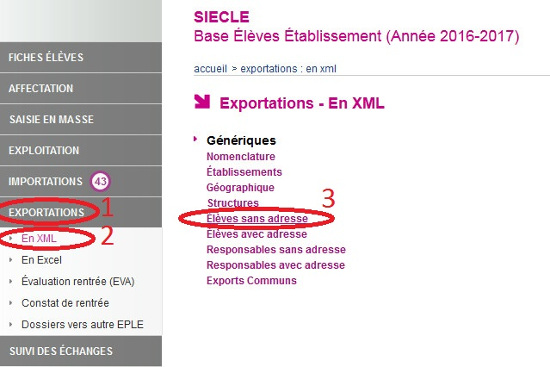 SIECLE
Base Élèves Établissement (Année 2016-2017)
accueil > exportations : en xml
FICHES ÉLÈVES
AFFECTATION
SAISIE EN MASSE
EXPLOITATION
IMPORTATIONS 43
EXPORTATIONS 1
En XML 2
En Excel
Évaluation rentrée (EVA)
Constat de rentrée
Dossiers vers autre EPLE
SUIVI DES ÉCHANGES
Exportations - En XML
Génériques
Nomenclature
Établissements
Géographique
Structures
Élèves sans adresse 3
Élèves avec adresse
Responsables sans adresse
Responsables avec adresse
Exports Communs